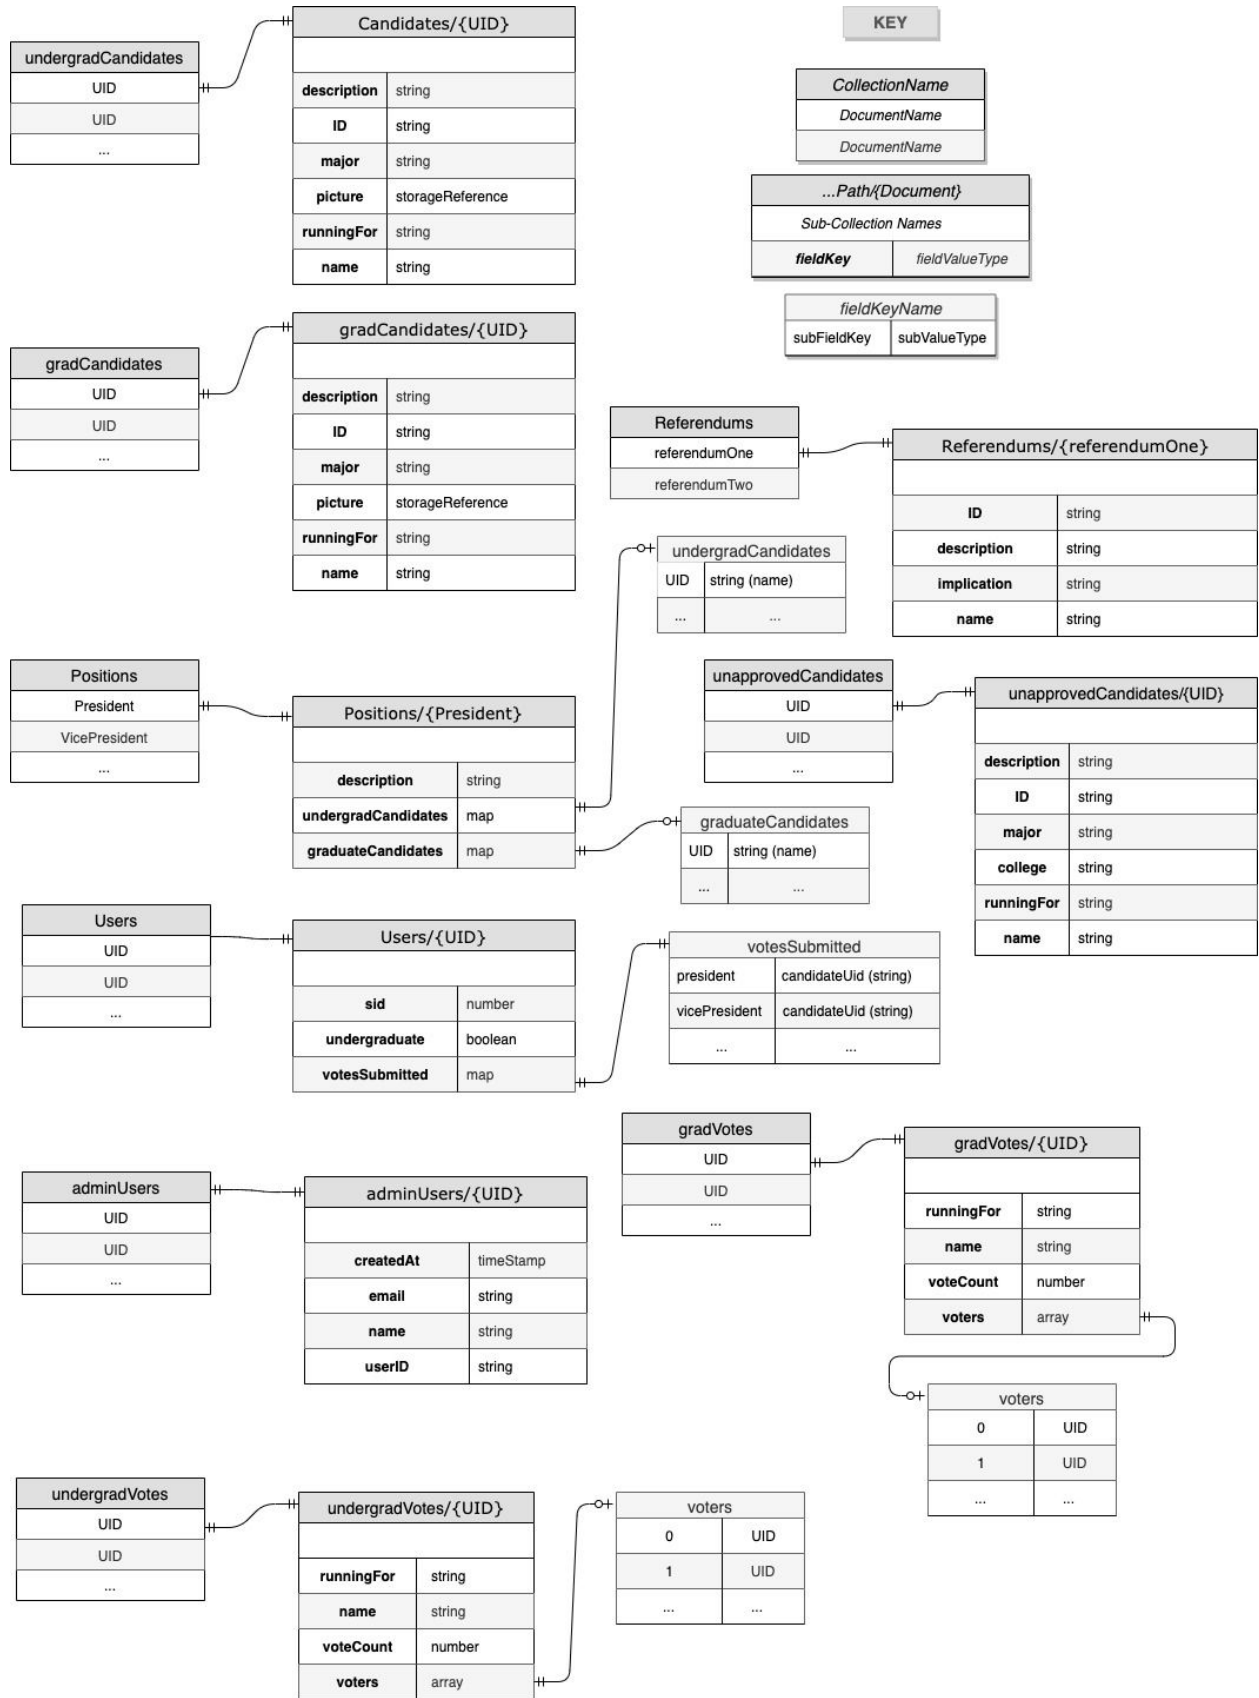 undergradCandidates
UID
UID
...
Candidates/{UID}
description string
ID string
major string
picture storageReference
runningFor string
name string
KEY
CollectionName
DocumentName
DocumentName
...Path/{Document}
Sub-Collection Names
fieldKey fieldValueType
fieldKeyName
subFieldKey subValueType
gradCandidates
UID
UID
...
gradCandidates/{UID}
description string
ID string
major string
picture storageReference
runningFor string
name string
Referendums
referendumOne
referendumTwo
Referendums/{referendumOne}
ID string
description string
implication string
name string
undergradCandidates
UID string (name)
... ...
Positions
President
VicePresident
...
Positions/{President}
description string
undergradCandidates map
graduateCandidates map
unapprovedCandidates
UID
UID
...
unapprovedCandidates/{UID}
description string
ID string
major string
college string
runningFor string
name string
graduateCandidates
UID string (name)
... ...
Users
UID
UID
...
Users/{UID}
sid number
undergraduate boolean
votesSubmitted map
votesSubmitted
president candidateUid (string)
vicePresident candidateUid (string)
... ...
adminUsers
UID
UID
...
adminUsers/{UID}
createdAt timeStamp
email string
name string
userID string
gradVotes
UID
UID
...
gradVotes/{UID}
runningFor string
name string
voteCount number
voters array
voters
0 UID
1 UID
... ...
undergradVotes
UID
UID
...
undergradVotes/{UID}
runningFor string
name string
voteCount number
voters array
voters
0 UID
1 UID
... ...